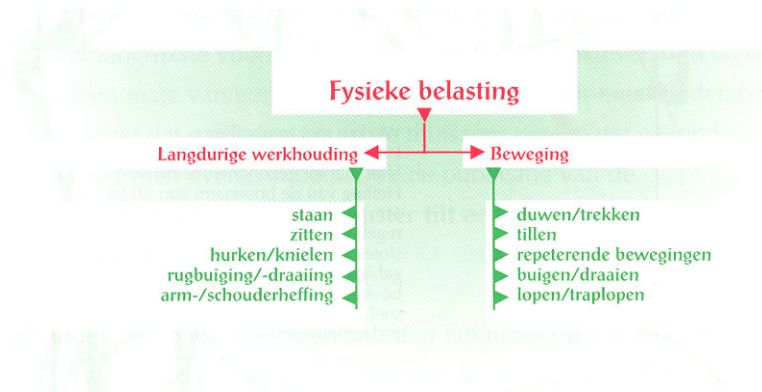 Fysieke belasting
Langdurige werkhouding
Beweging
staan
zitten
hurken/knielen
rugbuiging/-draaiing
arm-/schouderheffing
duwen/trekken
tillen
repeterende bewegingen
buigen/draaien
lopen/traplopen